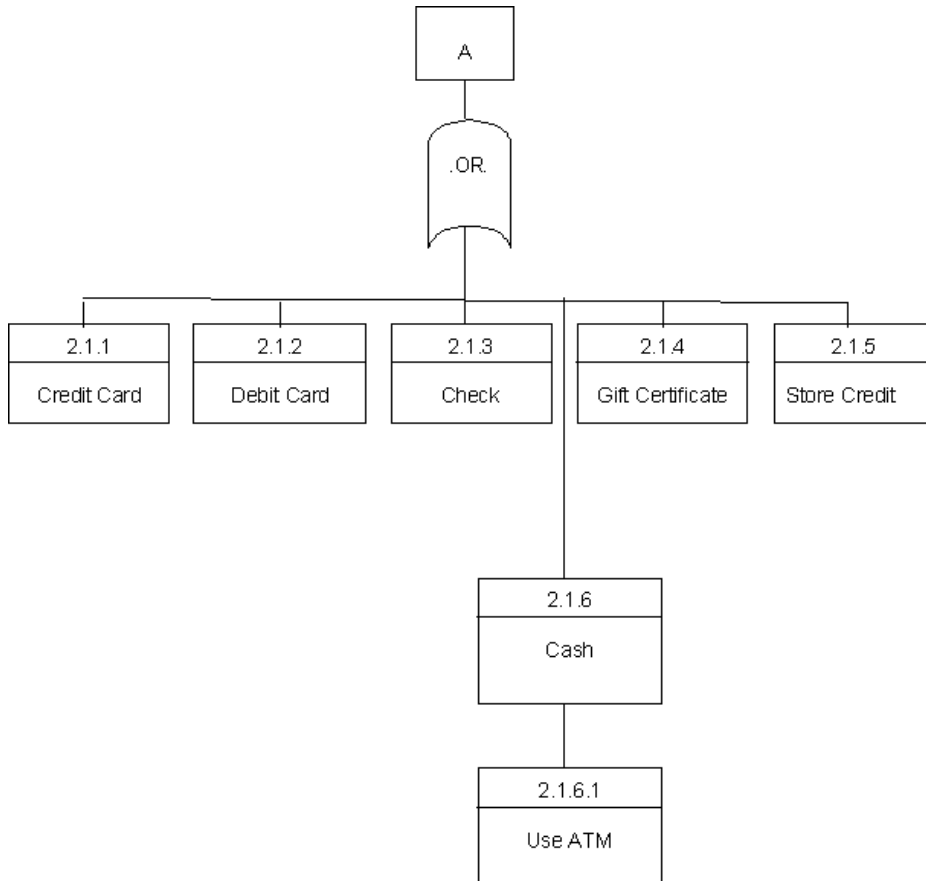 A
.OR.
2.1.1
2.1.2
2.1.3
2.1.4
2.1.5
Credit Card
Debit Card
Check
Gift Certificate
Store Credit
2.1.6
Cash
2.1.6.1
Use ATM